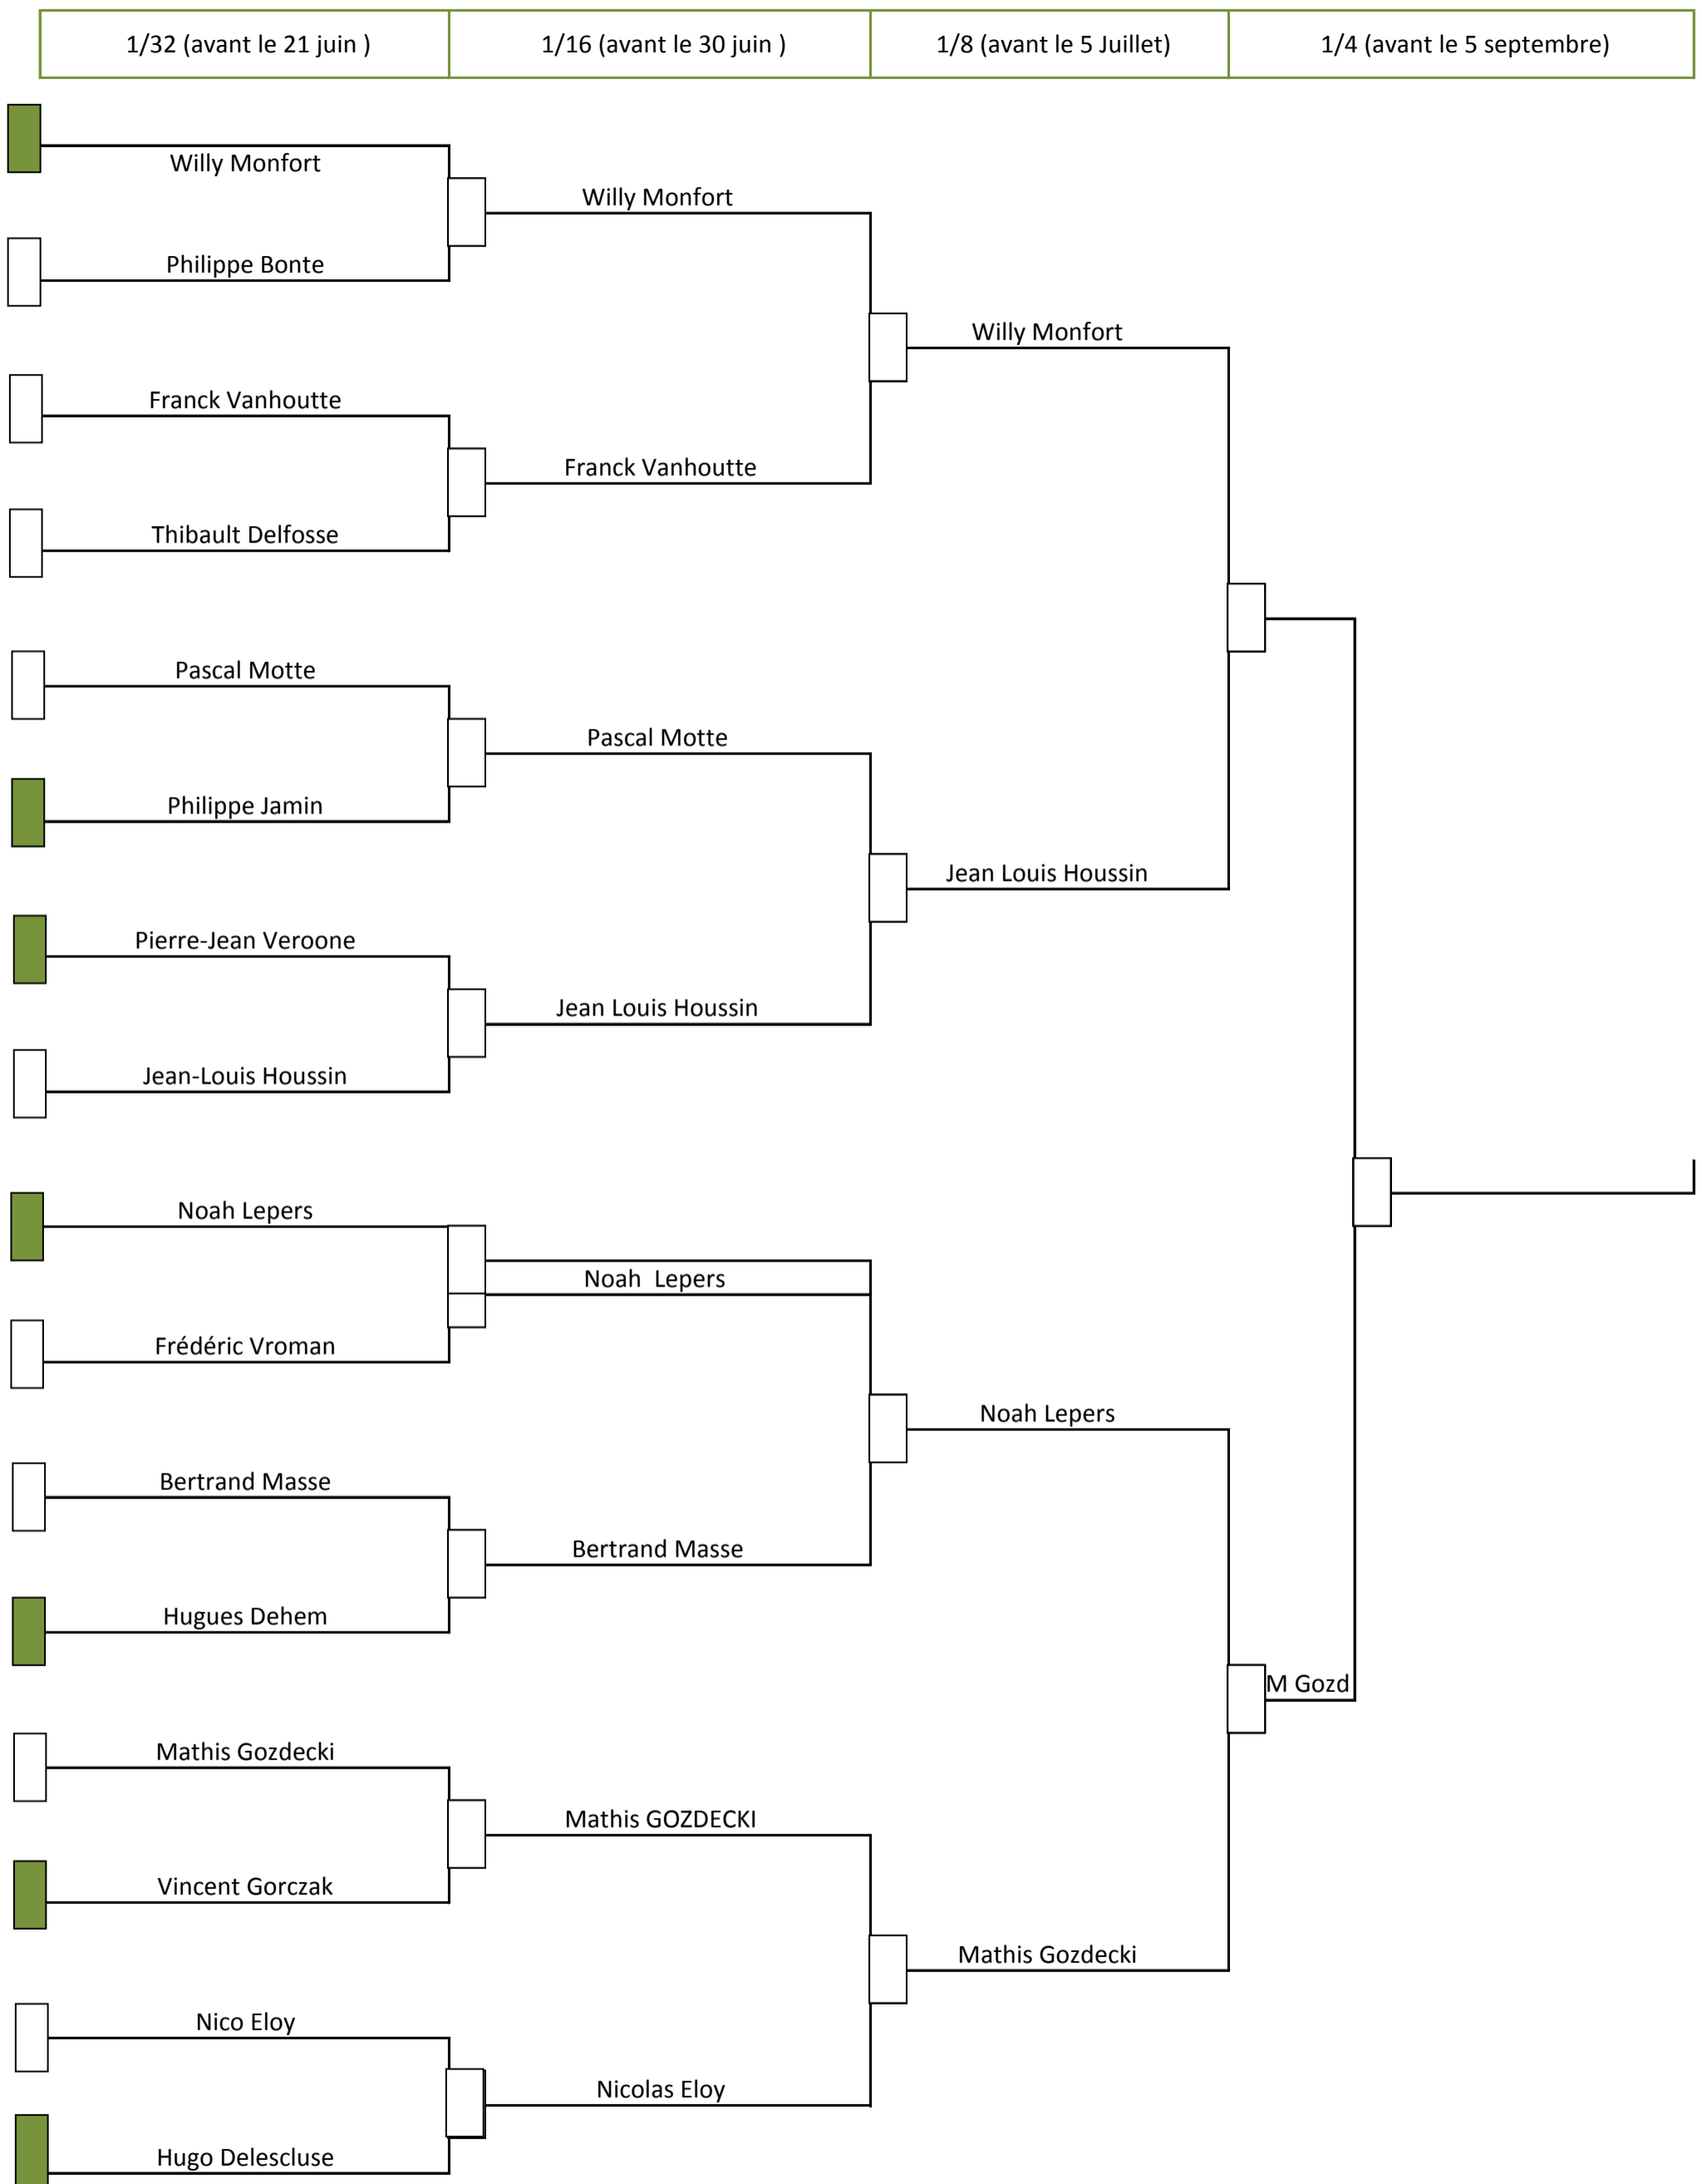 1/32 (avant le 21 juin )
1/16 (avant le 30 juin )
1/8 (avant le 5 Juillet)
1/4 (avant le 5 septembre)
Willy Monfort
Willy Monfort
Philippe Bonte
Willy Monfort
Franck Vanhoutte
Franck Vanhoutte
Thibault Delfosse
Pascal Motte
Pascal Motte
Philippe Jamin
Jean Louis Houssin
Pierre-Jean Veroone
Jean Louis Houssin
Jean-Louis Houssin
Noah Lepers
Noah  Lepers
Frédéric Vroman
Noah Lepers
Bertrand Masse
Bertrand Masse
Hugues Dehem
M Gozd
Mathis Gozdecki
Mathis GOZDECKI
Vincent Gorczak
Mathis Gozdecki
Nico Eloy
Nicolas Eloy
Hugo Delescluse